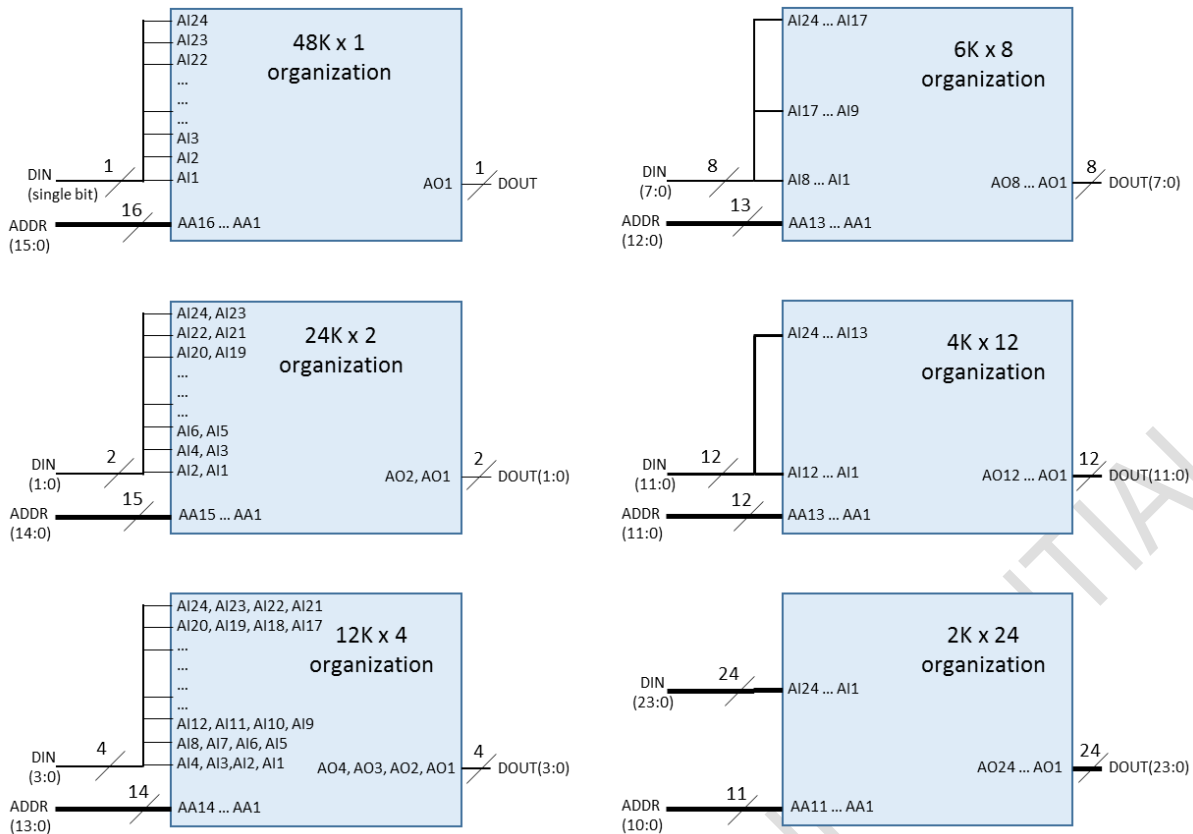 AI24
AI23
AI22
...
...
...
AI3
AI2
AI1
48K x 1
organization
1
DIN
(single bit)
16
ADDR
(15:0)
AA16 ... AA1
AO1
1
DOUT
AI24 ... AI17
AI17 ... AI9
AI8 ... AI1
6K x 8
organization
8
DIN
(7:0)
13
ADDR
(12:0)
AA13 ... AA1
AO8 ... AO1
8
DOUT(7:0)
AI24, AI23
AI22, AI21
AI20, AI19
...
...
...
AI6, AI5
AI4, AI3
AI2, AI1
24K x 2
organization
2
DIN
(1:0)
15
ADDR
(14:0)
AA15 ... AA1
AO2, AO1
2
DOUT(1:0)
AI24 ... AI13
AI12 ... AI1
4K x 12
organization
12
DIN
(11:0)
12
ADDR
(11:0)
AA13 ... AA1
AO12 ... AO1
12
DOUT(11:0)
AI24, AI23, AI22, AI21
AI20, AI19, AI18, AI17
...
...
...
AI12, AI11, AI10, AI9
AI8, AI7, AI6, AI5
AI4, AI3,AI2, AI1
12K x 4
organization
4
DIN
(3:0)
14
ADDR
(13:0)
AA14 ... AA1
AO4, AO3, AO2, AO1
4
DOUT(3:0)
2K x 24
organization
24
DIN
(23:0)
AI24 ... AI1
11
ADDR
(10:0)
AA11 ... AA1
AO24 ... AO1
24
DOUT(23:0)